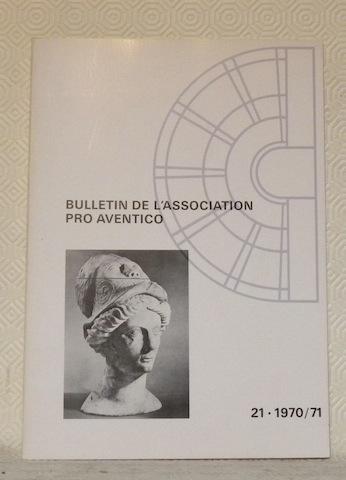 BULLETIN DE L'ASSOCIATION
PRO AVENTICO
21 · 1970/71